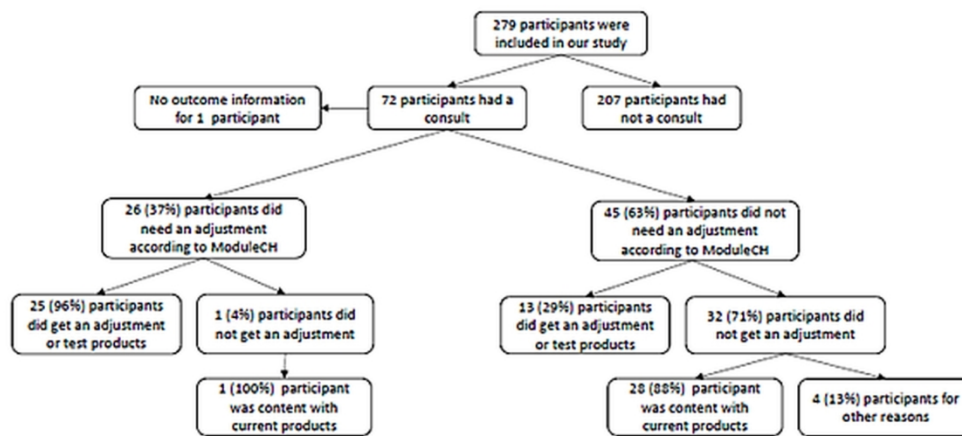 279 participants were
included in our study
No outcome information
for 1 participant
72 participants had a
consult
207 participants had
not a consult
26 (37%) participants did
need an adjustment
according to ModuleCH
45 (63%) participants did not
need an adjustment
according to ModuleCH
25 (96%) participants
did get an adjustment
or test products
1 (4%) participants did
not get an adjustment
13 (29%) participants
did get an adjustment
or test products
32 (71%) participants did
not get an adjustment
1 (100%) participant
was content with
current products
28 (88%) participant
was content with
current products
4 (13%) participants for
other reasons